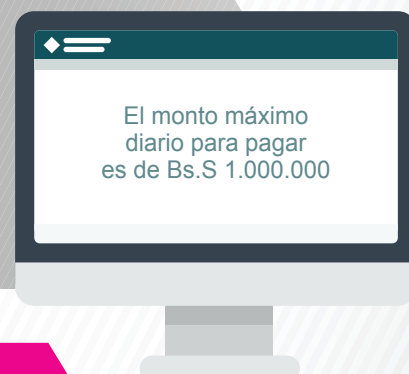 El monto máximo
diario para pagar
es de Bs.S 1.000.000